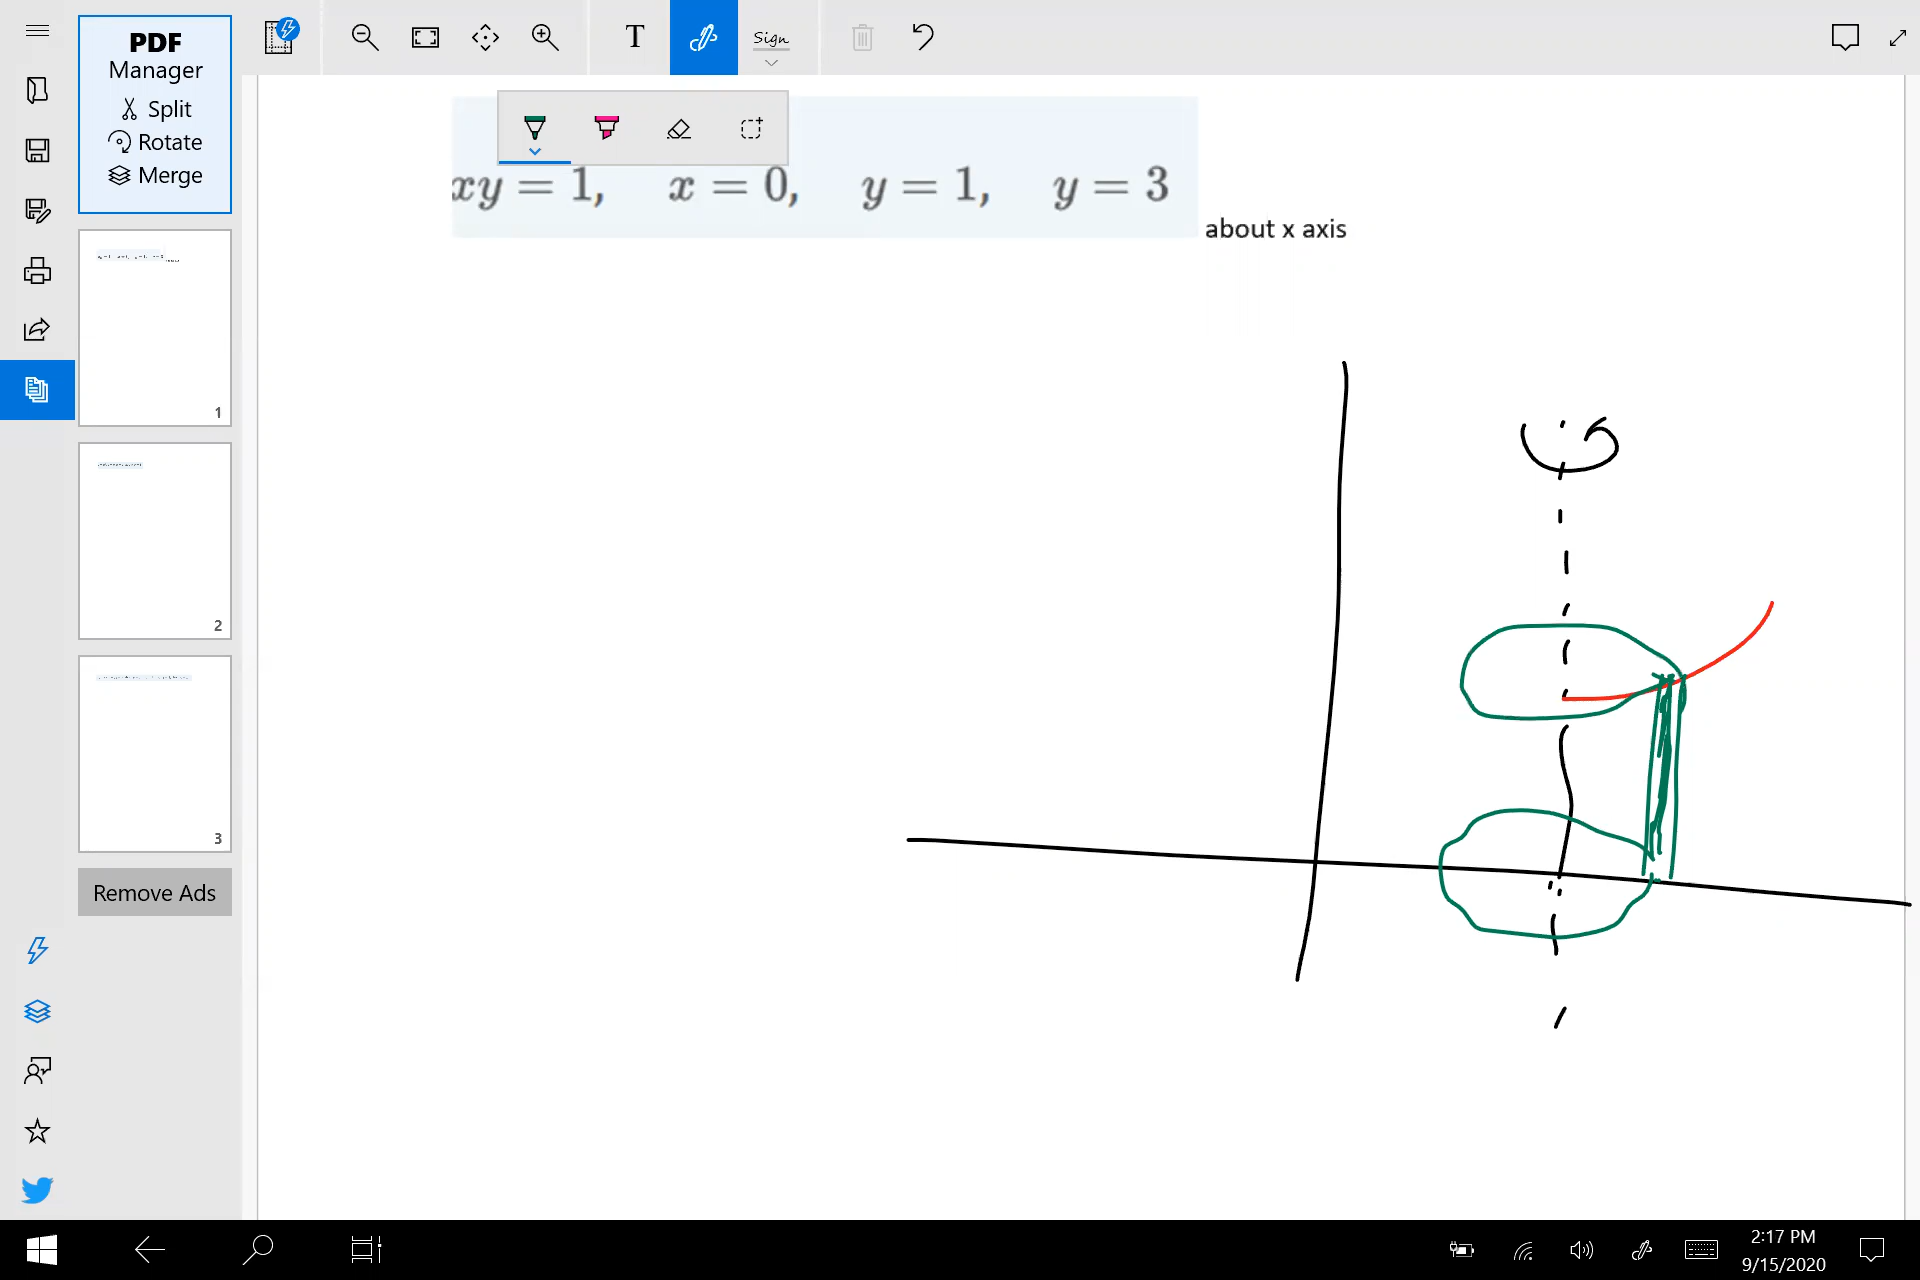 PDF
Manager
Split
Rotate
Merge
T
Sign
xy = 1, x = 0, y = 1, y = 3
about x axis
1
2
3
Remove Ads
2:17 PM
9/15/2020